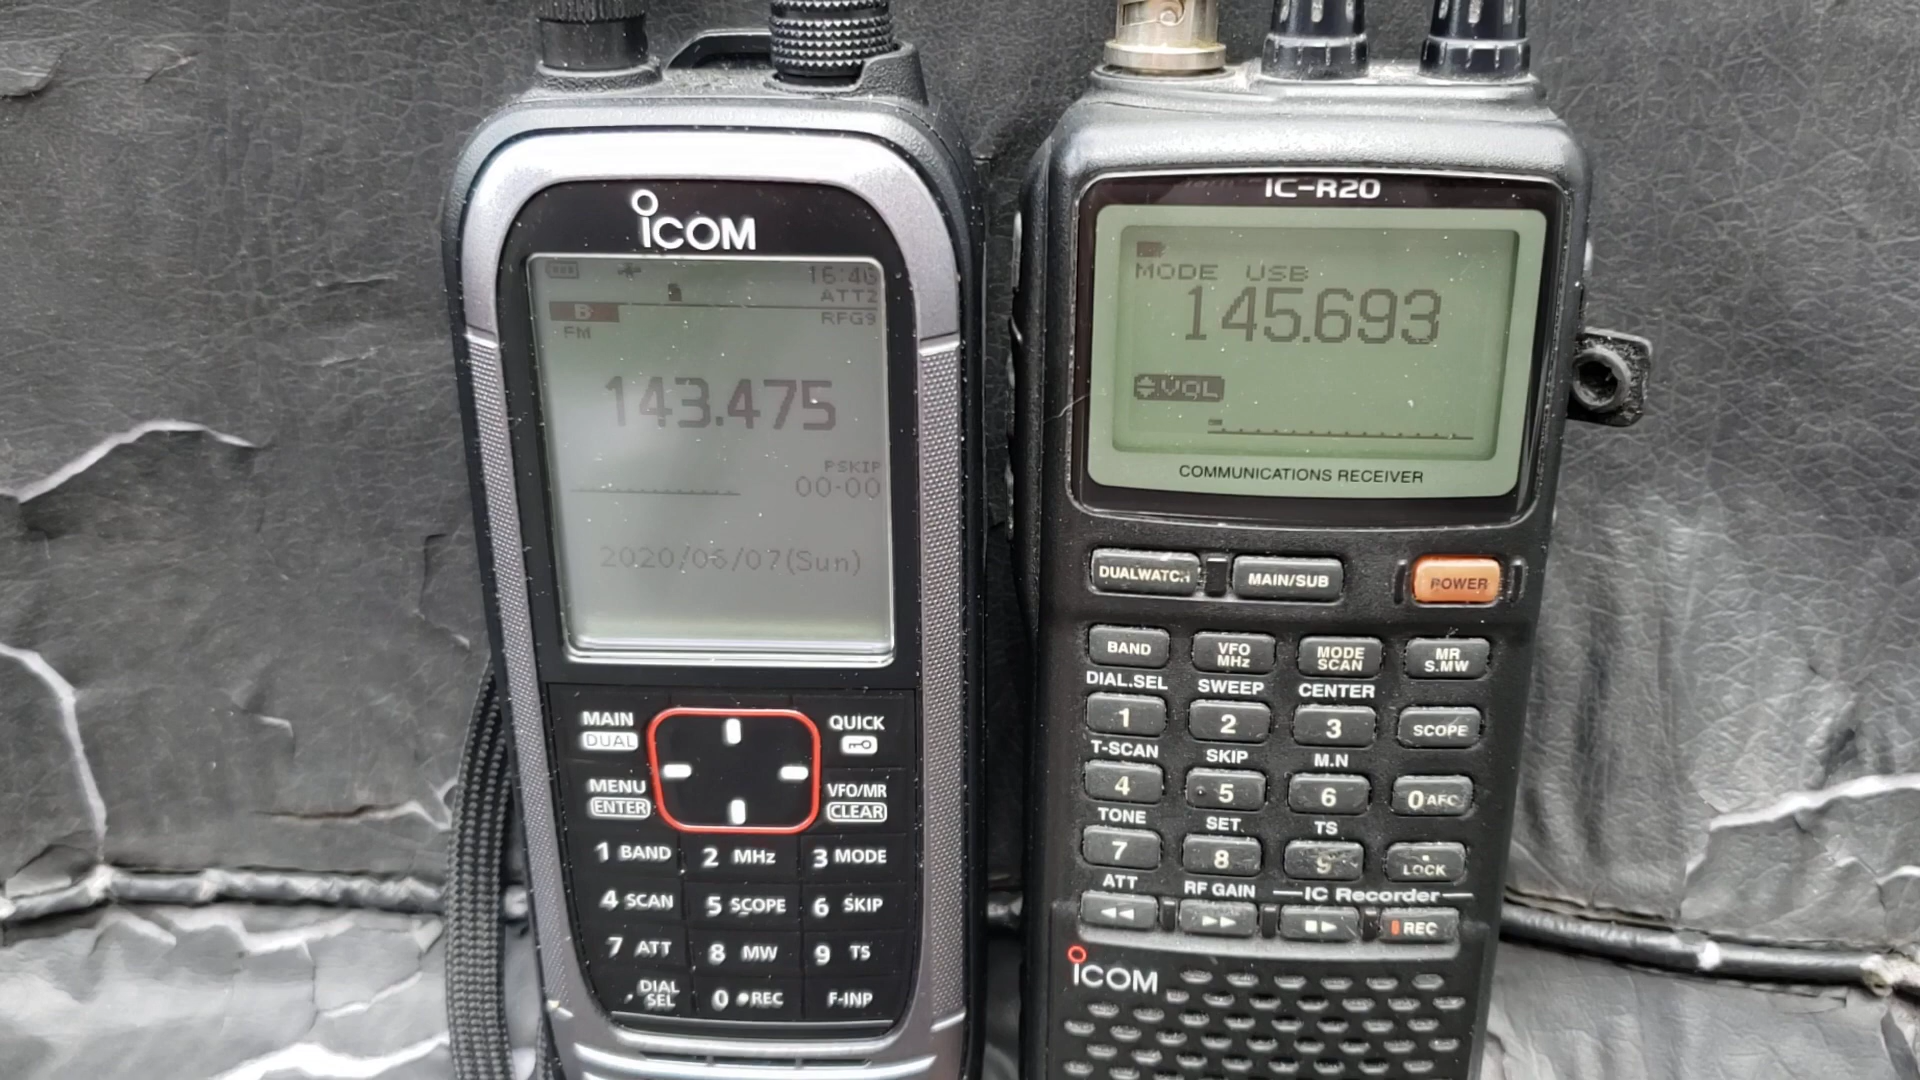 ICOM
16:46
ATT2
B
RFG9
FM
143.475
PSKIP
00-00
2020/06/07(Sun)
MAIN
DUAL
QUICK
MENU
ENTER
VFO/MR
CLEAR
1 BAND
2 MHz
3 MODE
4 SCAN
5 SCOPE
6 SKIP
7 ATT
8 MW
9 TS
. DIAL SEL
0 •REC
F-INP
IC-R20
MODE USB
145.693
VOL
COMMUNICATIONS RECEIVER
DUALWATCH
MAIN/SUB
POWER
BAND
VFO MHz
MODE SCAN
MR S.MW
DIAL.SEL
SWEEP
CENTER
1
2
3
SCOPE
T-SCAN
SKIP
M.N
4
5
6
0 AFC
TONE
SET
TS
7
8
9
. LOCK
ATT
RF GAIN
IC Recorder
◄◄
►►
■►
REC
ICOM